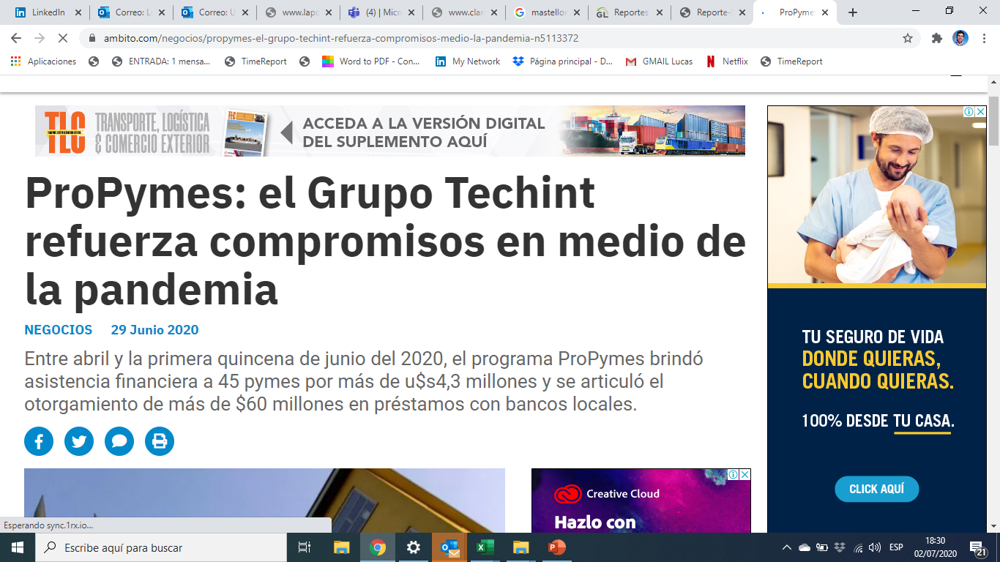 LinkedIn
Correo: L
Correo: U
www.lapo
(4) | Micr
www.clar
mastellor
Reportes
Reporte-
ProPymes
ambito.com/negocios/propymes-el-grupo-techint-refuerza-compromisos-medio-la-pandemia-n5113372
Aplicaciones
ENTRADA: 1 mensa...
TimeReport
Word to PDF - Con...
My Network
Página principal - D...
GMAIL Lucas
Netflix
TimeReport
TLC
TRANSPORTE, LOGÍSTICA
& COMERCIO EXTERIOR
ACCEDA A LA VERSIÓN DIGITAL
DEL SUPLEMENTO AQUÍ
ProPymes: el Grupo Techint
refuerza compromisos en medio de
la pandemia
NEGOCIOS 29 Junio 2020
Entre abril y la primera quincena de junio del 2020, el programa ProPymes brindó
asistencia financiera a 45 pymes por más de u$s4,3 millones y se articuló el
otorgamiento de más de $60 millones en préstamos con bancos locales.
TU SEGURO DE VIDA
DONDE QUIERAS,
CUANDO QUIERAS.
100% DESDE TU CASA.
CLICK AQUÍ
Creative Cloud
Hazlo con
Esperando sync.1rx.io...
Escribe aquí para buscar
ESP
18:30
02/07/2020
21